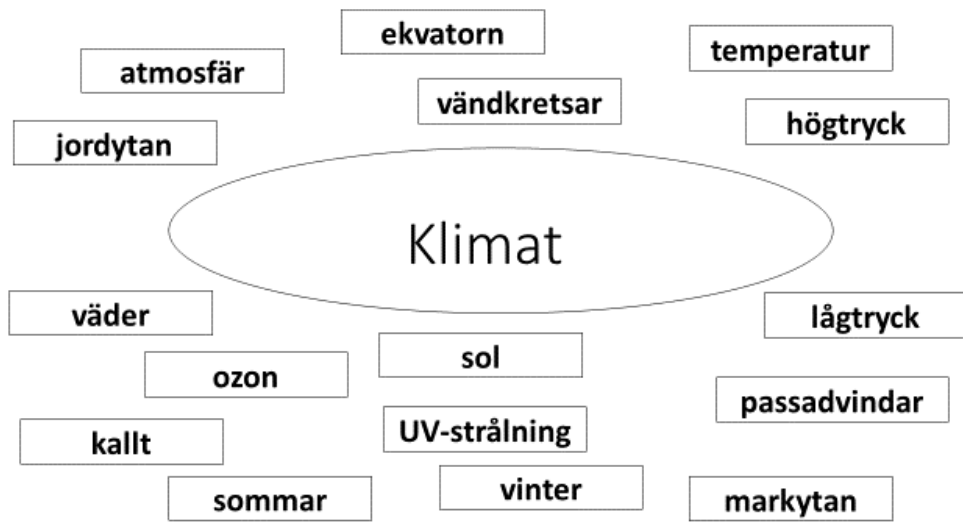 ekvatorn
temperatur
atmosfär
vändkretsar
högtryck
jordytan
Klimat
väder
lågtryck
sol
ozon
passadvindar
UV-strålning
kallt
vinter
sommar
markytan